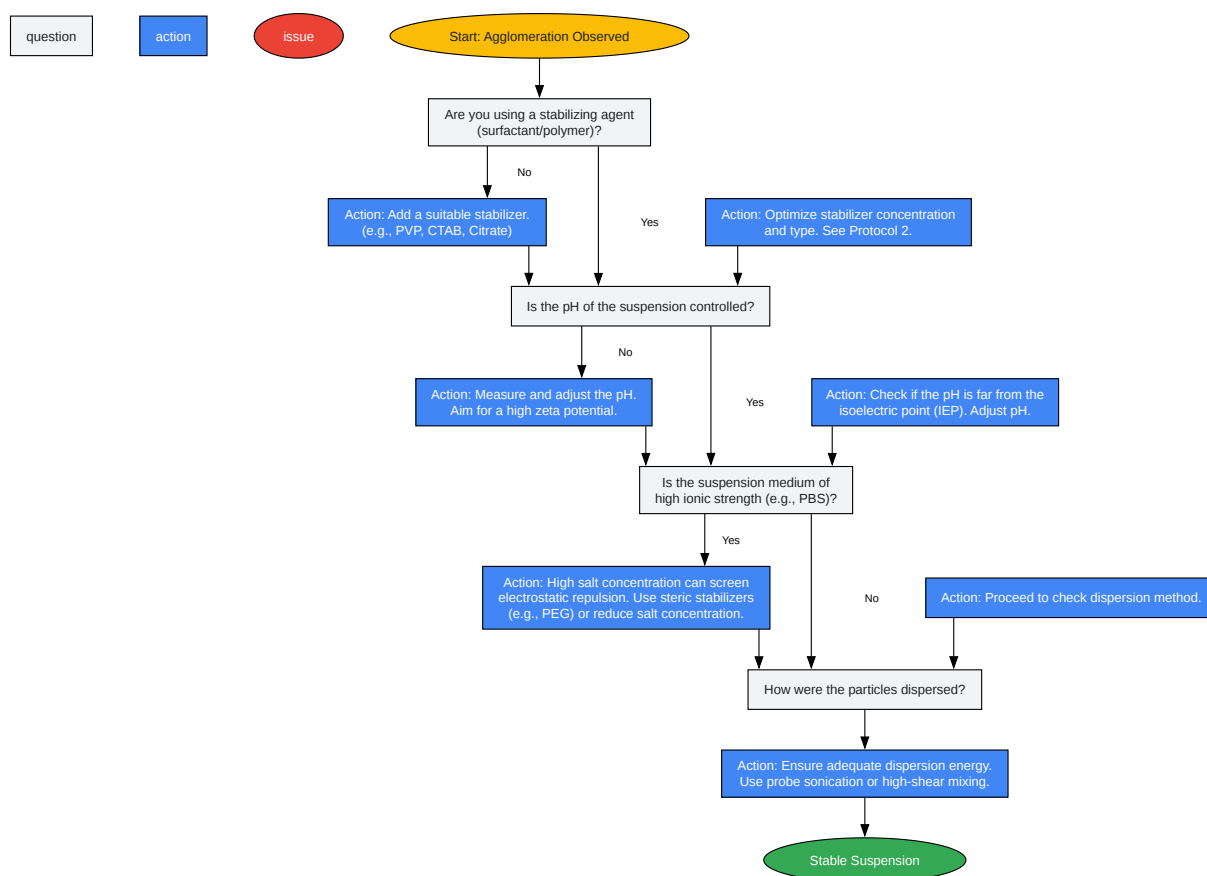 question
action
issue
Start: Agglomeration Observed
Are you using a stabilizing agent
(surfactant/polymer)?
No
Action: Add a suitable stabilizer.
(e.g., PVP, CTAB, Citrate)
Yes
Action: Optimize stabilizer concentration
and type. See Protocol 2.
Is the pH of the suspension controlled?
No
Action: Measure and adjust the pH.
Aim for a high zeta potential.
Yes
Action: Check if the pH is far from the
isoelectric point (IEP). Adjust pH.
Is the suspension medium of
high ionic strength (e.g., PBS)?
Yes
Action: High salt concentration can screen
electrostatic repulsion. Use steric stabilizers
(e.g., PEG) or reduce salt concentration.
No
Action: Proceed to check dispersion method.
How were the particles dispersed?
Action: Ensure adequate dispersion energy.
Use probe sonication or high-shear mixing.
Stable Suspension